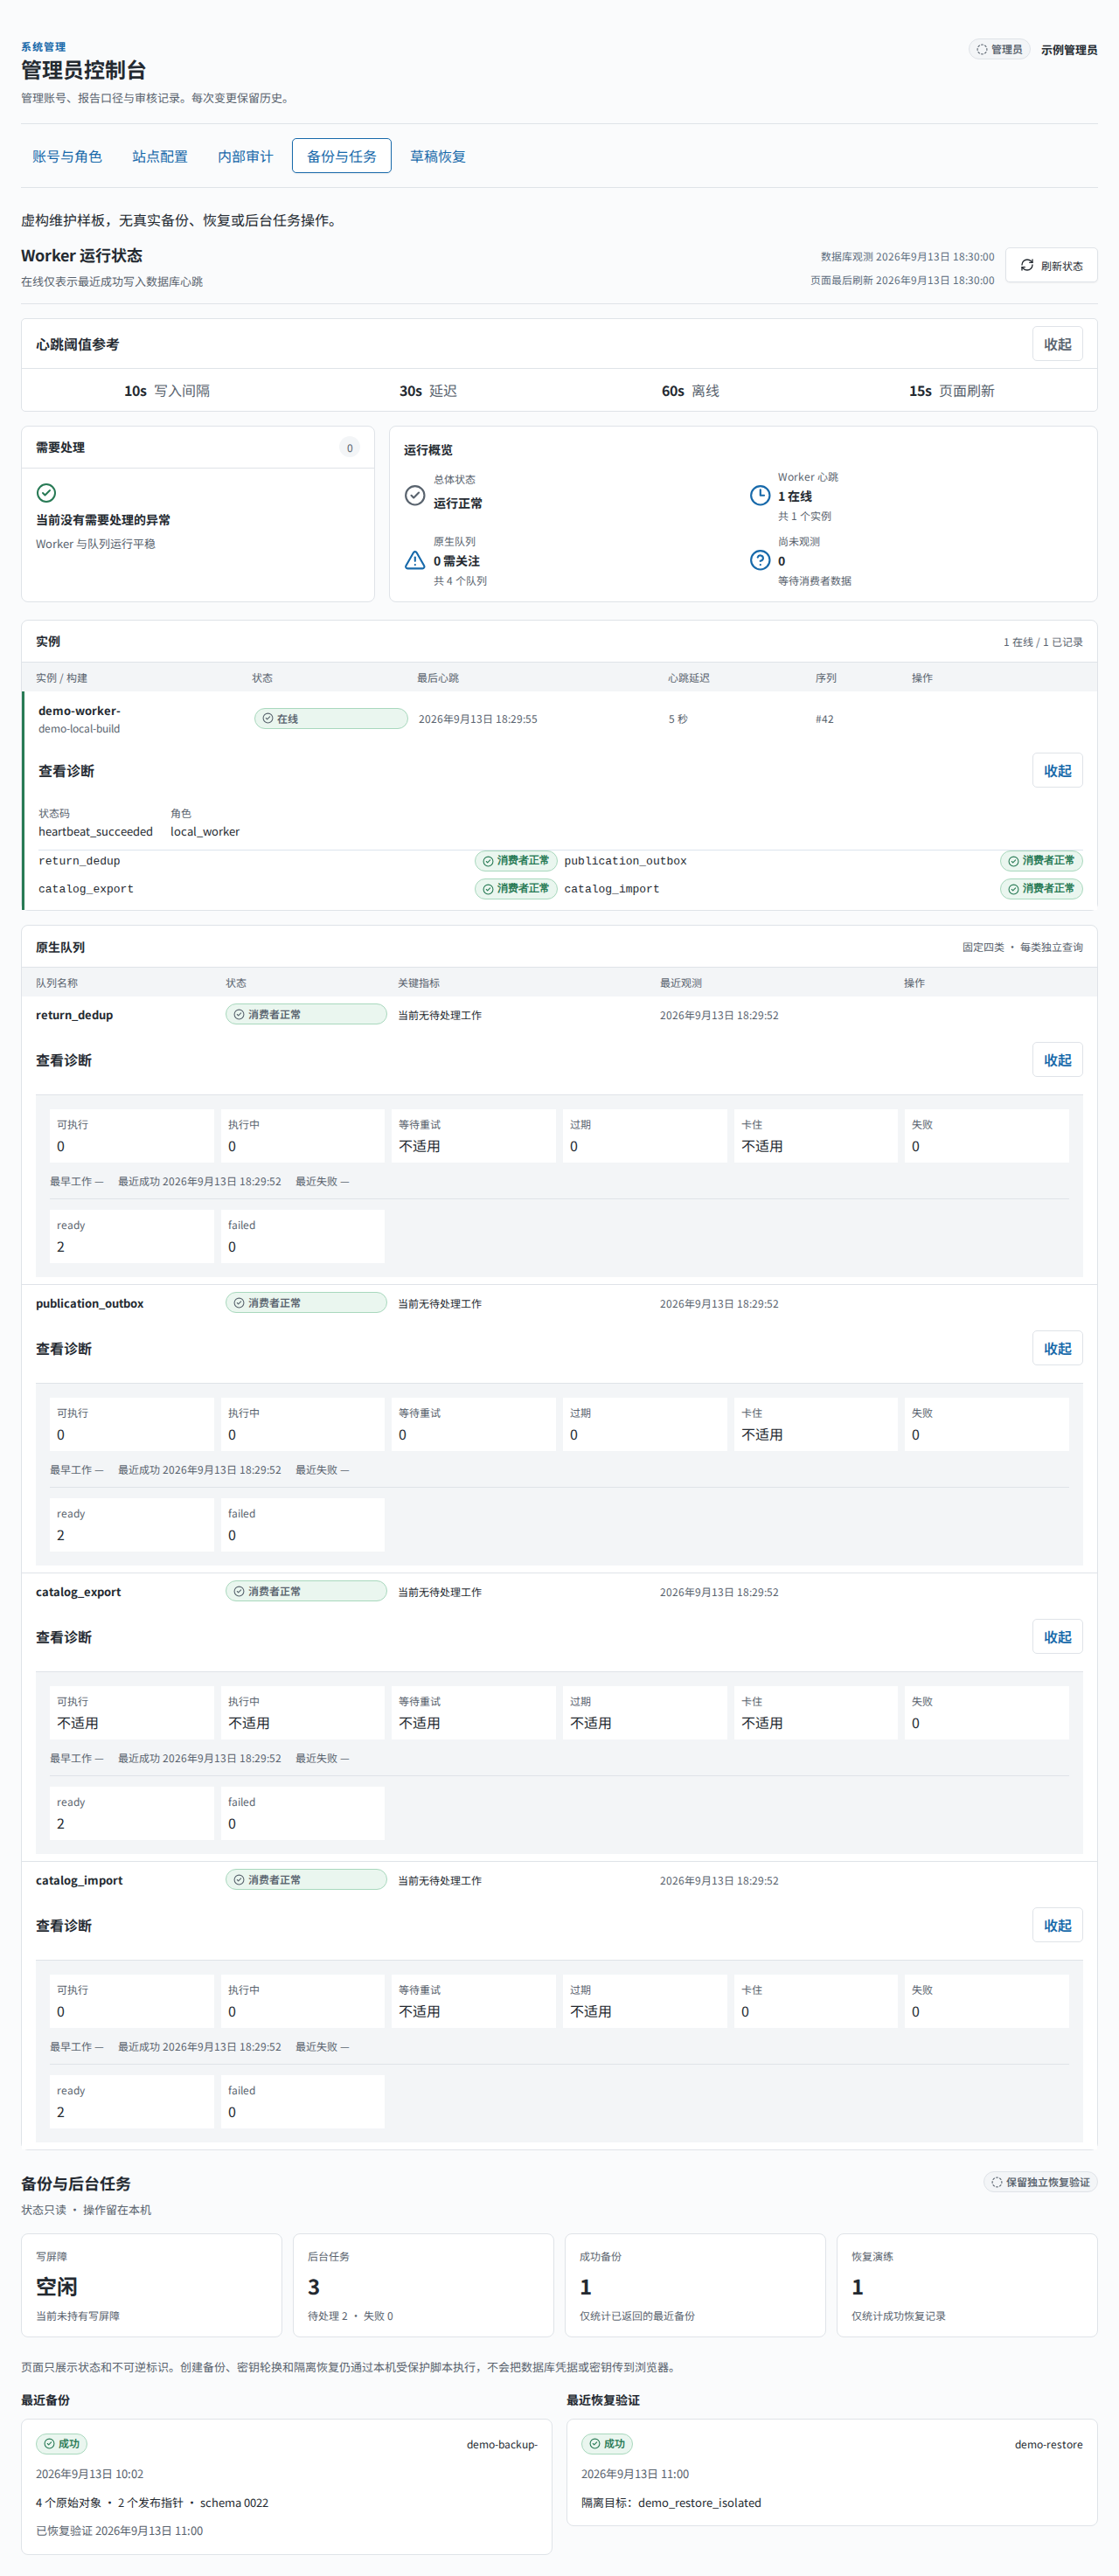 系统管理
管理员控制台
管理账号、报告口径与审核记录。每次变更保留历史。
管理员 示例管理员
账号与角色 站点配置 内部审计 备份与任务 草稿恢复
虚构维护样板，无真实备份、恢复或后台任务操作。
Worker 运行状态
在线仅表示最近成功写入数据库心跳
数据库观测 2026年9月13日 18:30:00
页面最后刷新 2026年9月13日 18:30:00
刷新状态
心跳阈值参考 收起
10s 写入间隔 30s 延迟 60s 离线 15s 页面刷新
需要处理 0
当前没有需要处理的异常
Worker 与队列运行平稳
运行概览
总体状态
运行正常
Worker 心跳
1 在线
共 1 个实例
原生队列
0 需关注
共 4 个队列
尚未观测
0
等待消费者数据
实例 1 在线 / 1 已记录
实例 / 构建 状态 最后心跳 心跳延迟 序列 操作
demo-worker-
demo-local-build
在线 2026年9月13日 18:29:55 5 秒 #42
查看诊断 收起
状态码 角色
heartbeat_succeeded local_worker
return_dedup 消费者正常 publication_outbox 消费者正常
catalog_export 消费者正常 catalog_import 消费者正常
原生队列 固定四类 • 每类独立查询
队列名称 状态 关键指标 最近观测 操作
return_dedup 消费者正常 当前无待处理工作 2026年9月13日 18:29:52
查看诊断 收起
可执行 执行中 等待重试 过期 卡住 失败
0 0 不适用 0 不适用 0
最早工作 — 最近成功 2026年9月13日 18:29:52 最近失败 —
ready failed
2 0
publication_outbox 消费者正常 当前无待处理工作 2026年9月13日 18:29:52
查看诊断 收起
可执行 执行中 等待重试 过期 卡住 失败
0 0 0 0 不适用 0
最早工作 — 最近成功 2026年9月13日 18:29:52 最近失败 —
ready failed
2 0
catalog_export 消费者正常 当前无待处理工作 2026年9月13日 18:29:52
查看诊断 收起
可执行 执行中 等待重试 过期 卡住 失败
不适用 不适用 不适用 不适用 不适用 0
最早工作 — 最近成功 2026年9月13日 18:29:52 最近失败 —
ready failed
2 0
catalog_import 消费者正常 当前无待处理工作 2026年9月13日 18:29:52
查看诊断 收起
可执行 执行中 等待重试 过期 卡住 失败
0 0 不适用 不适用 0 0
最早工作 — 最近成功 2026年9月13日 18:29:52 最近失败 —
ready failed
2 0
备份与后台任务 保留独立恢复验证
状态只读 • 操作留在本机
写屏障
空闲
当前未持有写屏障
后台任务
3
待处理 2 • 失败 0
成功备份
1
仅统计已返回的最近备份
恢复演练
1
仅统计成功恢复记录
页面只展示状态和不可逆标识。创建备份、密钥轮换和隔离恢复仍通过本机受保护脚本执行，不会把数据库凭据或密钥传到浏览器。
最近备份
成功 demo-backup-
2026年9月13日 10:02
4 个原始对象 • 2 个发布指针 • schema 0022
已恢复验证 2026年9月13日 11:00
最近恢复验证
成功 demo-restore
2026年9月13日 11:00
隔离目标：demo_restore_isolated